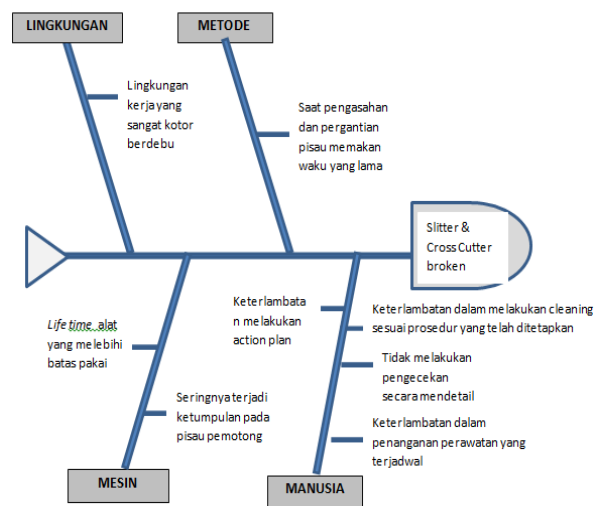 LINGKUNGAN
METODE
Lingkungan
kerja yang
sangat kotor
berdebu
Saat pengasahan
dan pergantian
pisau memakan
waku yang lama
Slitter &
Cross Cutter
broken
Life time alat
yang melebihi
batas pakai
Seringnya terjadi
ketumpulan pada
pisau pemotong
Keterlambata
n melakukan
action plan
Keterlambatan dalam melakukan cleaning
sesuai prosedur yang telah ditetapkan
Tidak melakukan
pengecekan
secara mendetail
Keterlambatan dalam
penanganan perawatan yang
terjadwal
MESIN
MANUSIA